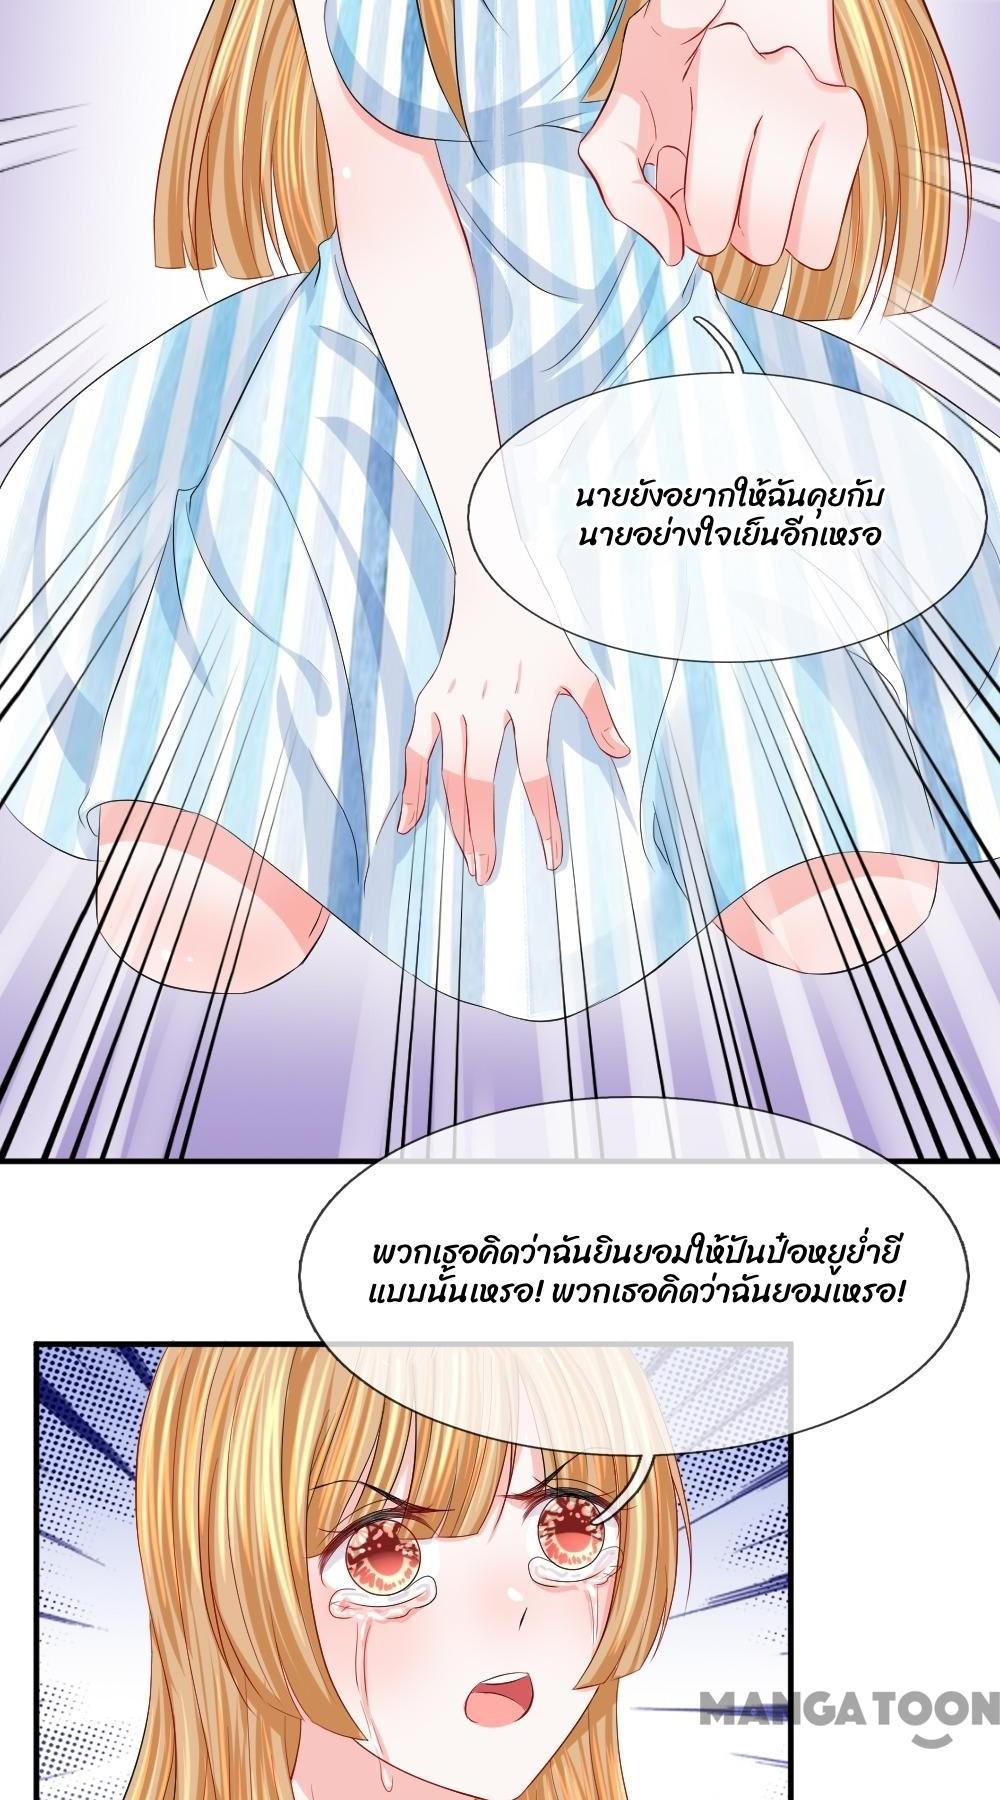 นายยังอยากให้ฉันคุยกับ
นายอย่างใจเย็นอีกเหรอ
พวกเธอคิดว่าฉันยินยอมให้ปันป๋อหยูย่ำยี
แบบนั้นเหรอ! พวกเธอคิดว่าฉันยอมเหรอ!
MANGATOON